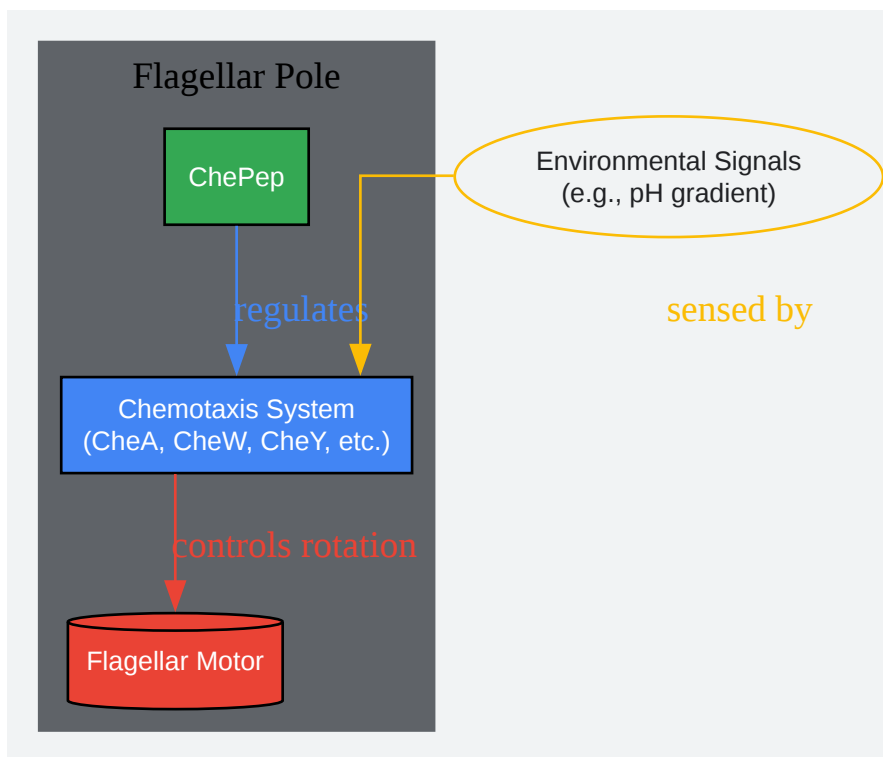 Flagellar Pole
ChePep
Environmental Signals
(e.g., pH gradient)
regulates
sensed by
Chemotaxis System
(CheA, CheW, CheY, etc.)
controls rotation
Flagellar Motor